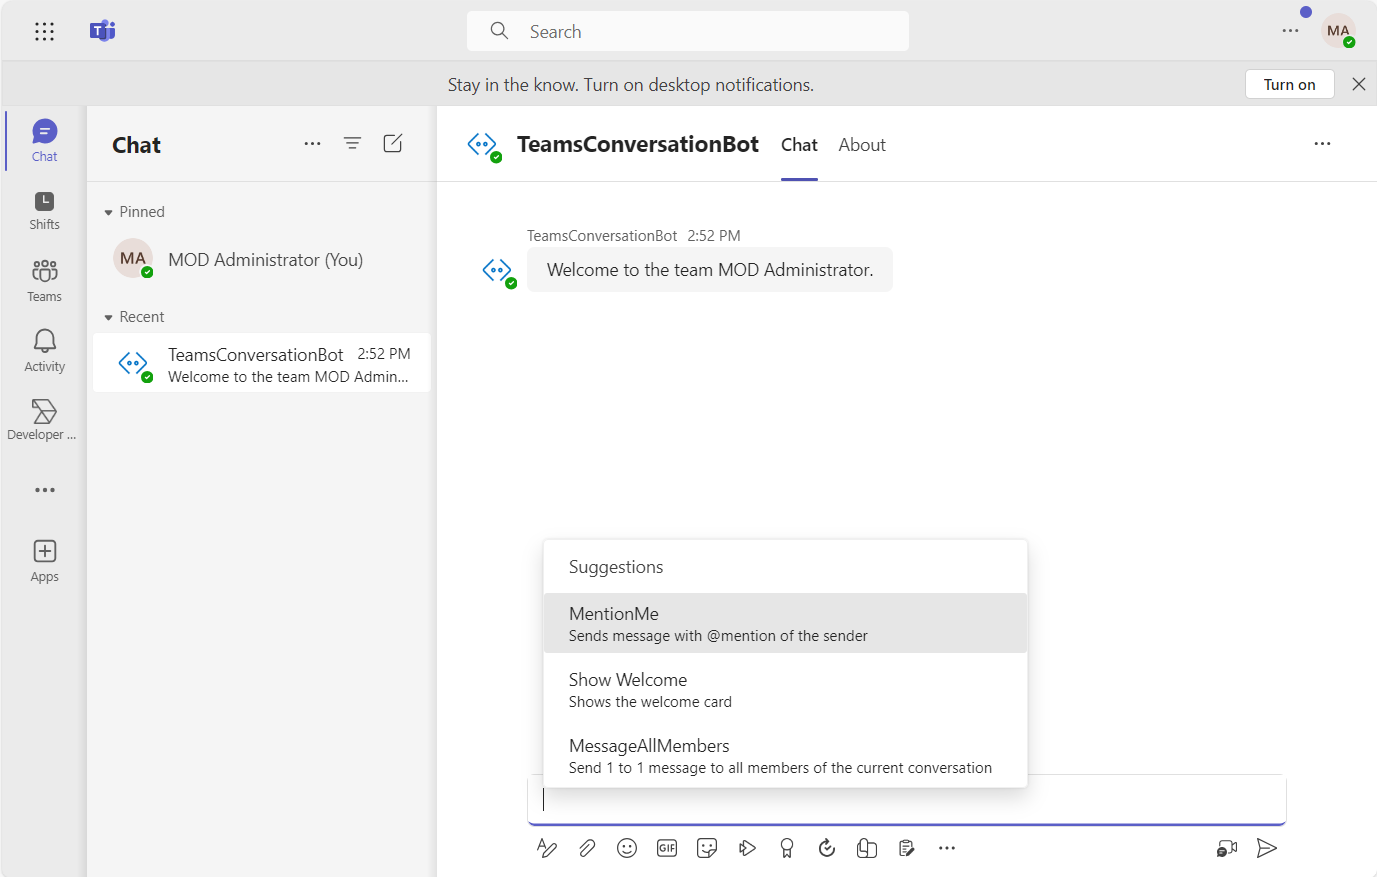 Search
MA
Stay in the know. Turn on desktop notifications.
Turn on
Chat
Shifts
Teams
Activity
Developer ...
Apps
Chat
Pinned
MA
MOD Administrator (You)
Recent
TeamsConversationBot 2:52 PM
Welcome to the team MOD Admin...
TeamsConversationBot Chat About
TeamsConversationBot 2:52 PM
Welcome to the team MOD Administrator.
Suggestions
MentionMe
Sends message with @mention of the sender
Show Welcome
Shows the welcome card
MessageAllMembers
Send 1 to 1 message to all members of the current conversation
GIF